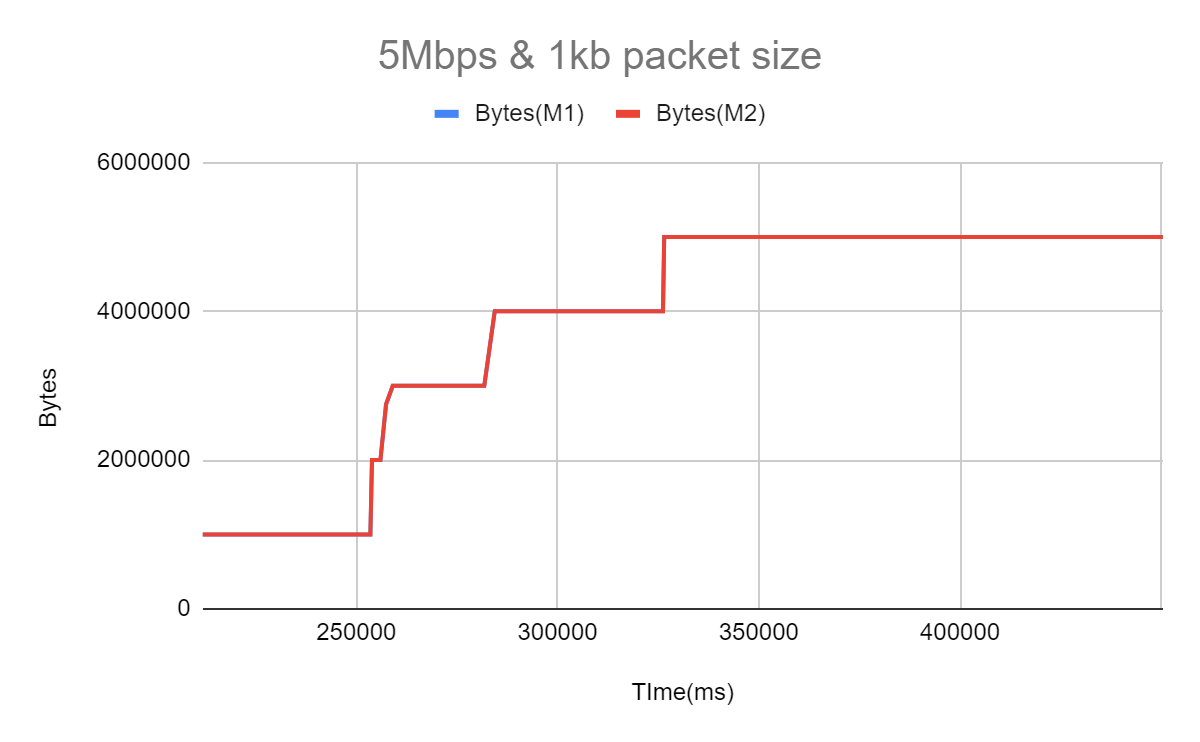 5Mbps & 1kb packet size
Bytes(M1) Bytes(M2)
6000000
4000000
2000000
0
Bytes
250000 300000 350000 400000
TIme(ms)